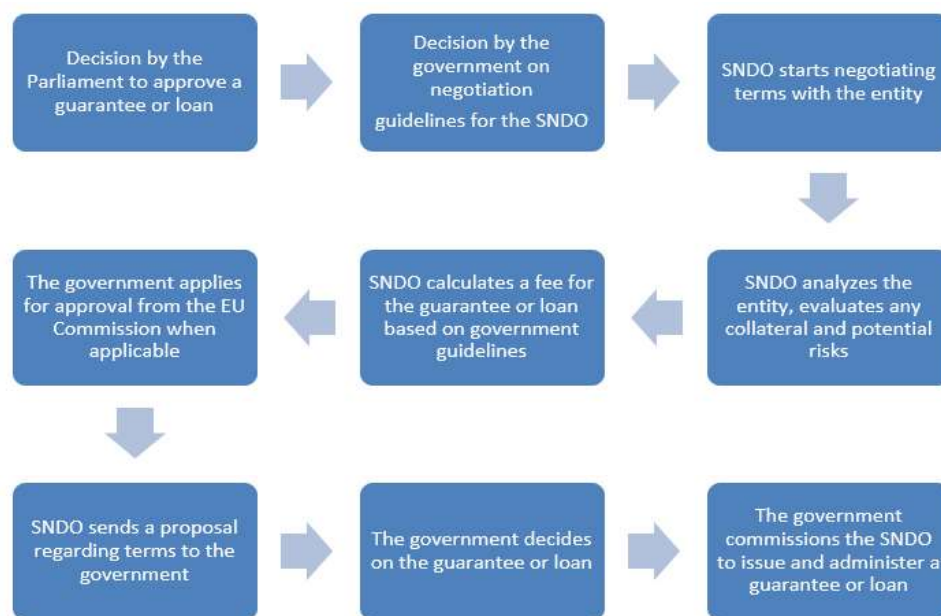 Decision by the
Parliament to approve a
guarantee or loan
Decision by the
government on
negotiation
guidelines for the SNDO
SNDO starts negotiating
terms with the entity
SNDO analyzes the
entity, evaluates any
collateral and potential
risks
SNDO calculates a fee for
the guarantee or loan
based on government
guidelines
The government applies
for approval from the EU
Commission when
applicable
SNDO sends a proposal
regarding terms to the
government
The government decides
on the guarantee or loan
The government
commissions the SNDO
to issue and administer a
guarantee or loan